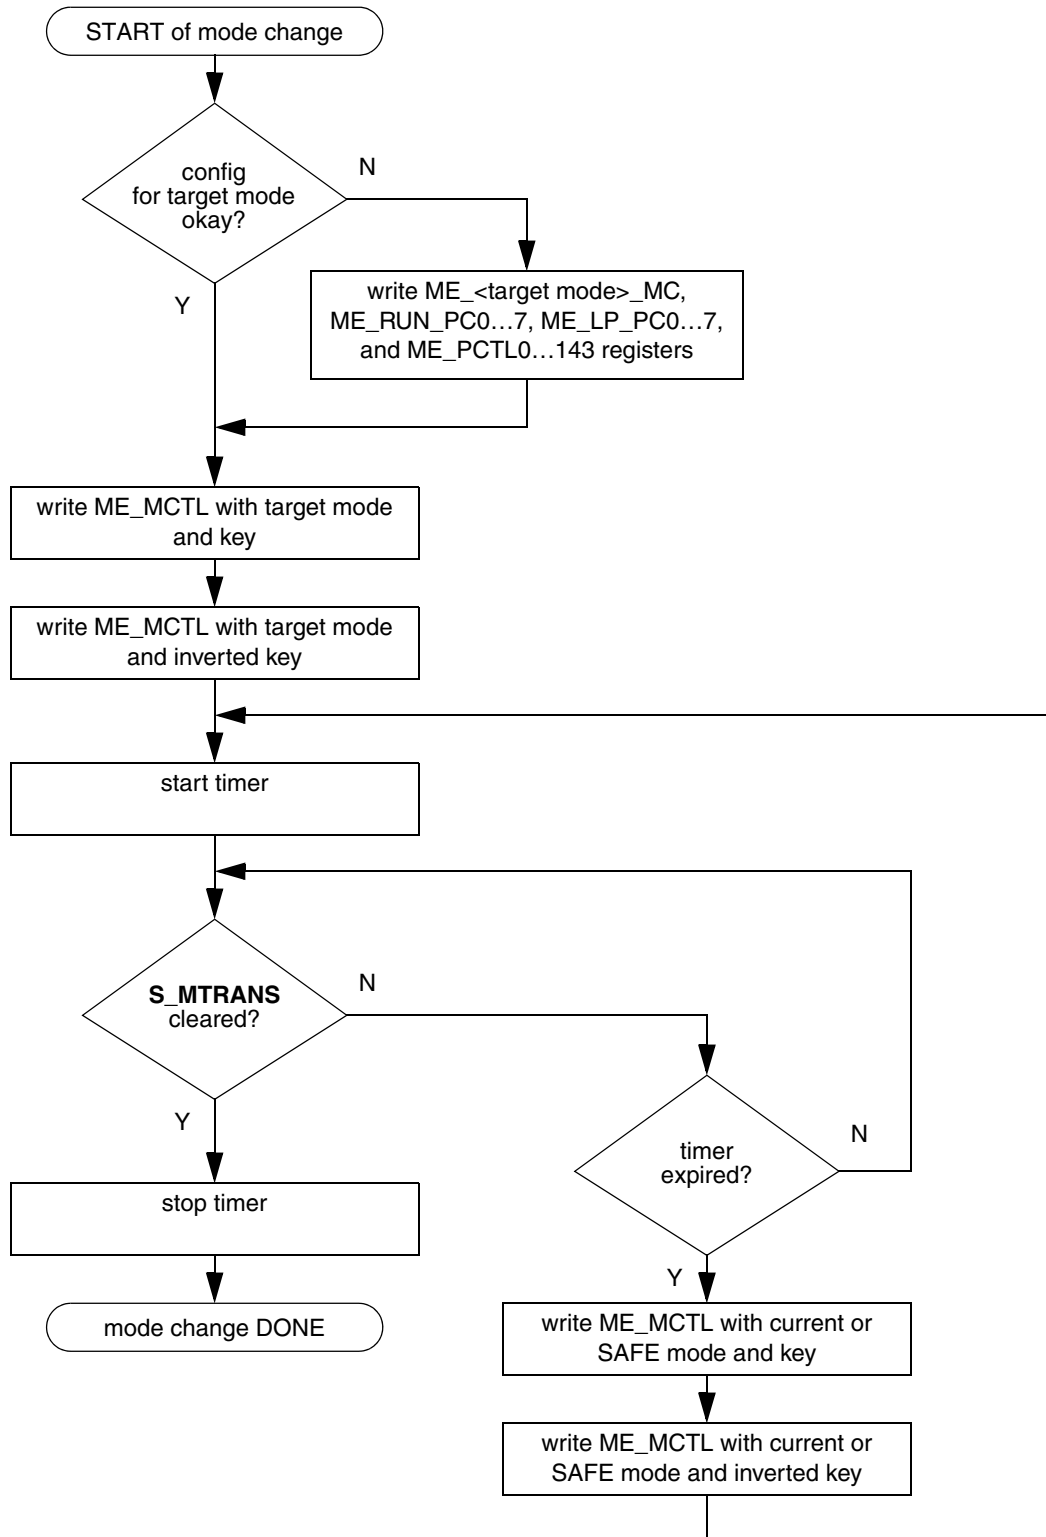 START of mode change
config
for target mode
okay?
N
Y
write ME_<target mode>_MC,
ME_RUN_PC0…7, ME_LP_PC0…7,
and ME_PCTL0…143 registers
write ME_MCTL with target mode
and key
write ME_MCTL with target mode
and inverted key
start timer
S_MTRANS
cleared?
N
Y
timer
expired?
N
Y
stop timer
mode change DONE
write ME_MCTL with current or
SAFE mode and key
write ME_MCTL with current or
SAFE mode and inverted key